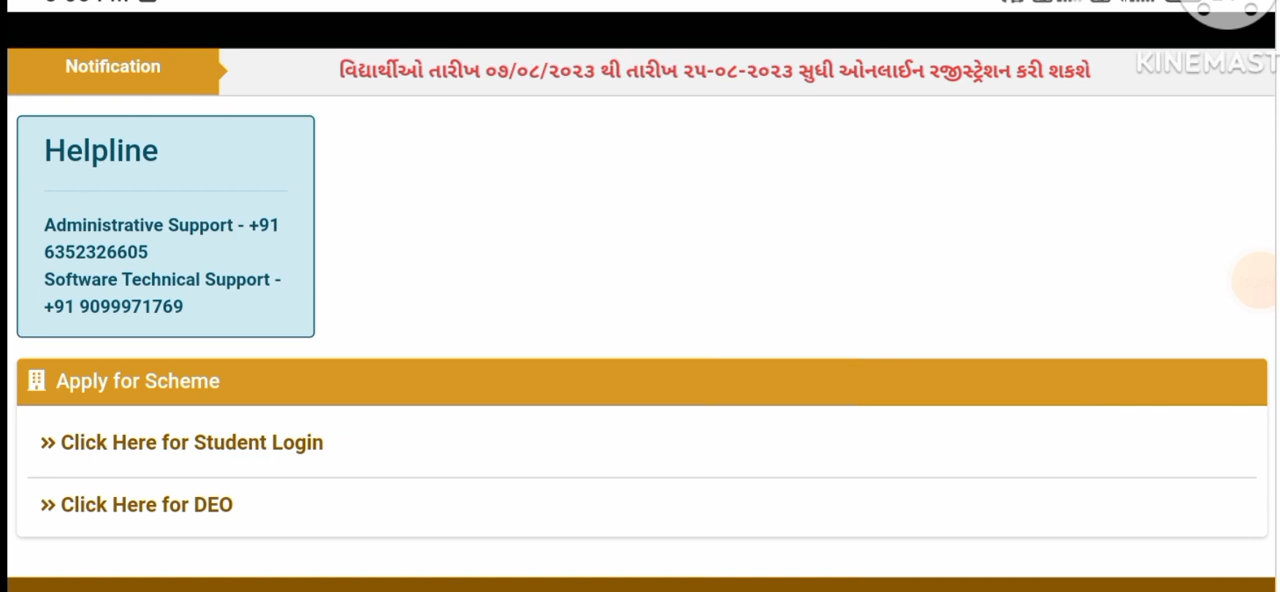 Notification
વિદ્યાર્થીઓ તારીખ ૦૭/૦૮/૨૦૨૩ થી તારીખ ૨૫-૦૮-૨૦૨૩ સુધી ઓનલાઈન રજીસ્ટ્રેશન કરી શકશે
KINEMAST
Helpline
Administrative Support - +91
6352326605
Software Technical Support -
+91 9099971769
Apply for Scheme
» Click Here for Student Login
» Click Here for DEO